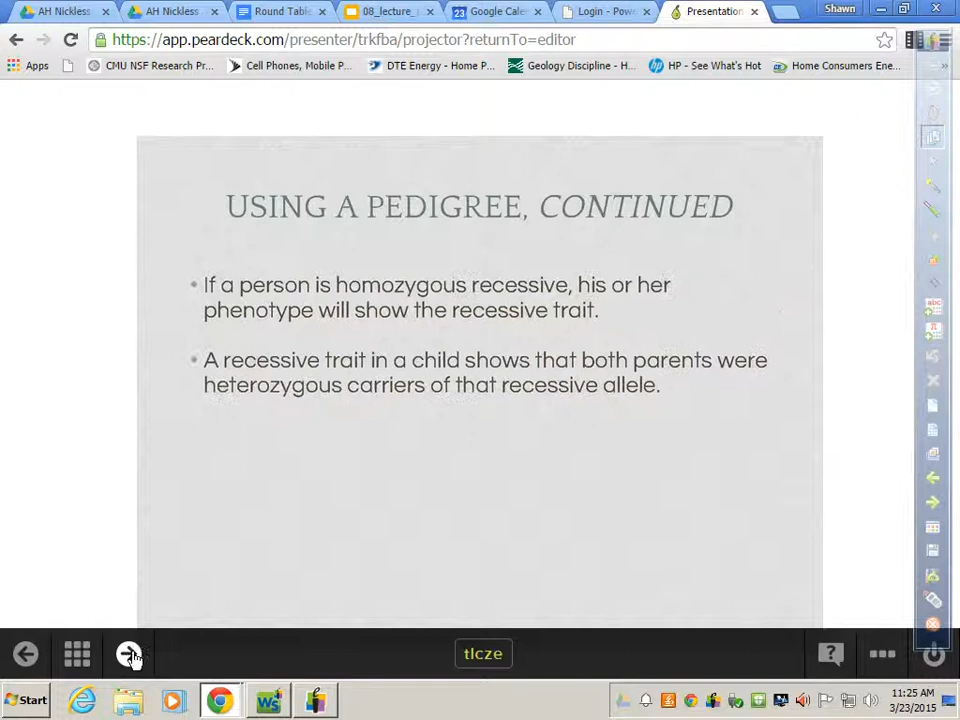 AH Nickless
AH Nickless
Round Table
08_lecture_
Google Cale
Login - Powe
Presentation
Shawn
https://app.peardeck.com/presenter/trkfba/projector?returnTo=editor
Apps
CMU NSF Research Pr...
Cell Phones, Mobile P...
DTE Energy - Home P...
Geology Discipline - H...
HP - See What's Hot
Home Consumers Ene...
»
USING A PEDIGREE, CONTINUED
• If a person is homozygous recessive, his or her
phenotype will show the recessive trait.
• A recessive trait in a child shows that both parents were
heterozygous carriers of that recessive allele.
tlcze
Start
11:25 AM
3/23/2015